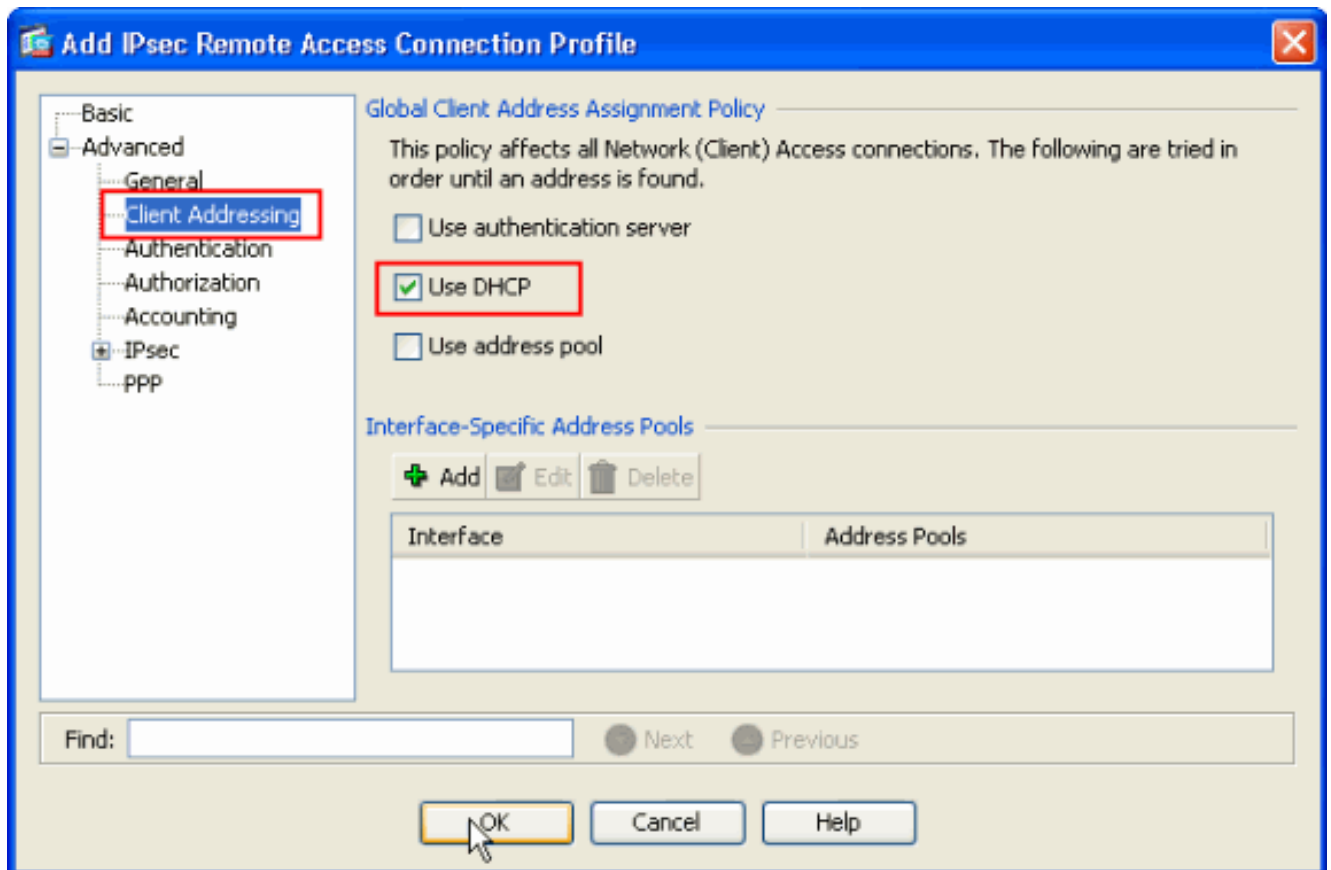 Add IPsec Remote Access Connection Profile
Basic
Advanced
General
Client Addressing
Authentication
Authorization
Accounting
IPsec
PPP
Global Client Address Assignment Policy
This policy affects all Network (Client) Access connections. The following are tried in
order until an address is found.
Use authentication server
Use DHCP
Use address pool
Interface-Specific Address Pools
Add Edit Delete
Interface Address Pools
Find: Next Previous
OK Cancel Help